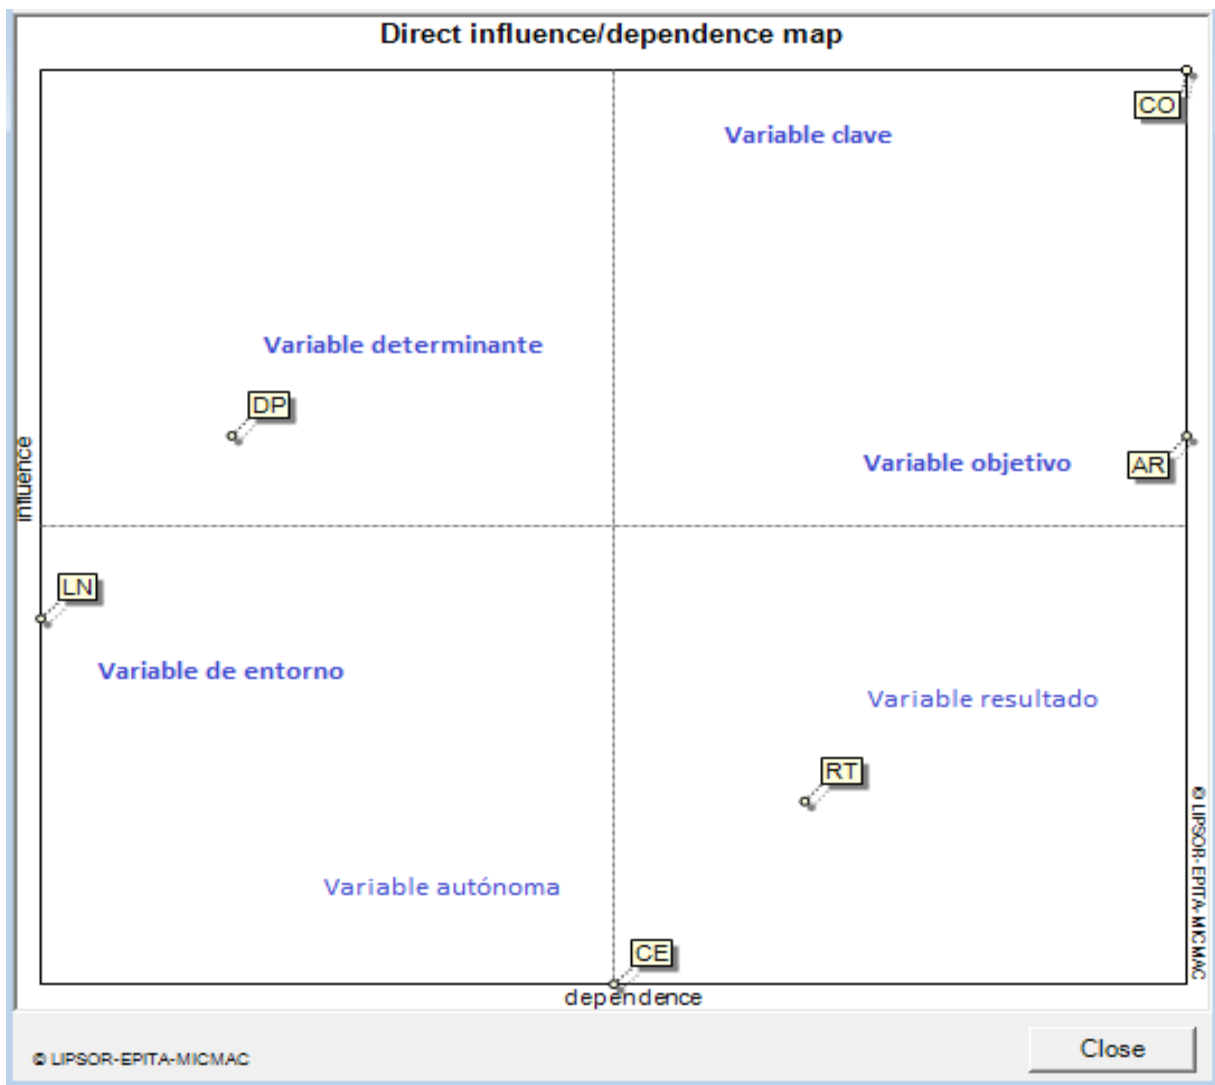 Direct influence/dependence map
CO
Variable clave
Variable determinante
DP
influence
Variable objetivo
AR
LN
Variable de entorno
Variable resultado
RT
© LIPSOR-EPITA-MICMAC
Variable autónoma
CE
dependence
© LIPSOR-EPITA-MICMAC
Close